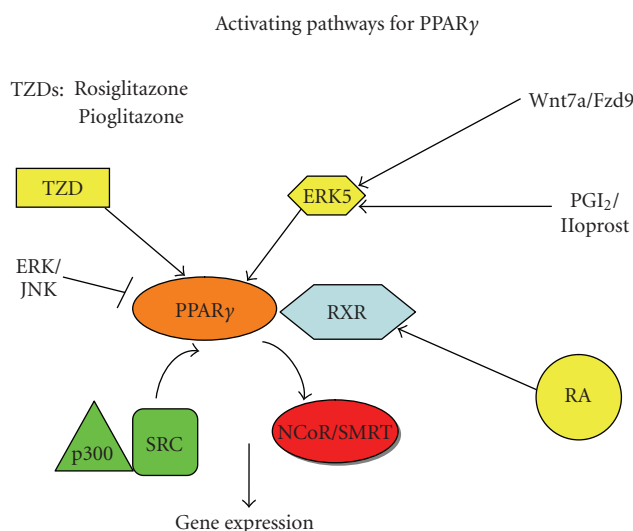 Activating pathways for PPARγ
TZDs: Rosiglitazone
Pioglitazone
Wnt7a/Fzd9
TZD
ERK5
PGI₂/
IIoprost
ERK/
JNK
PPARγ
RXR
RA
p300
SRC
NCoR/SMRT
Gene expression